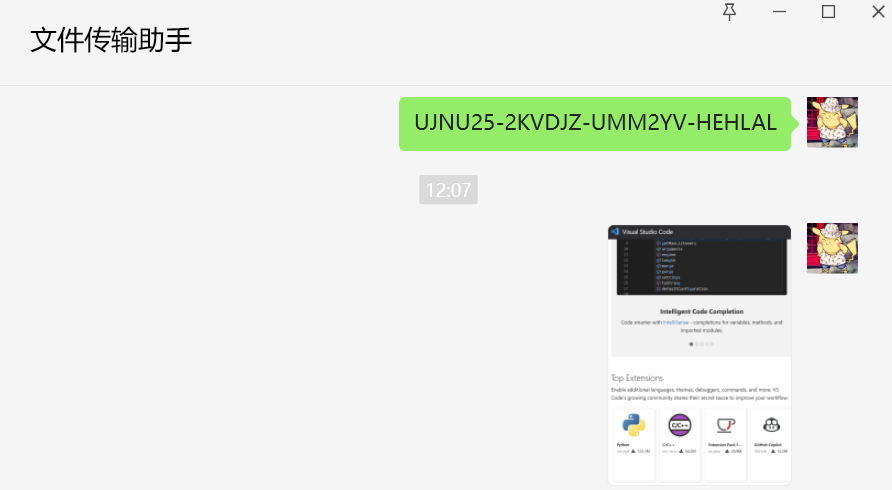 文件传输助手
UJNU25-2KVDJZ-UMM2YV-HEHLAL
12:07
Visual Studio Code
Intelligent Code Completion
Code smarter with IntelliSense - completions for variables, methods, and
imported modules.
Top Extensions
Enable additional languages, themes, debuggers, commands, and more. VS
Code's growing community shares their secret sauce to improve your workflow.
C/C++
Python
C/C++
Extension Pack F...
GitHub Copilot